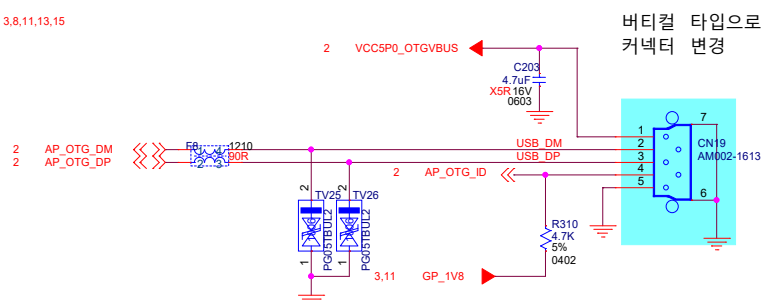 3,8,11,13,15
버티컬 타입으로
커넥터 변경
2 VCC5P0_OTGVBUS
C203
4.7uF
X5R 16V
0603
7
1
2
3
4
5
6
CN19
AM002-1613
2 AP_OTG_DM
2 AP_OTG_DP
1210
90R
USB_DM
USB_DP
2 AP_OTG_ID
2
TV25
PG05TBUL2
1
2
TV26
PG05TBUL2
1
R310
4.7K
5%
0402
3,11 GP_1V8